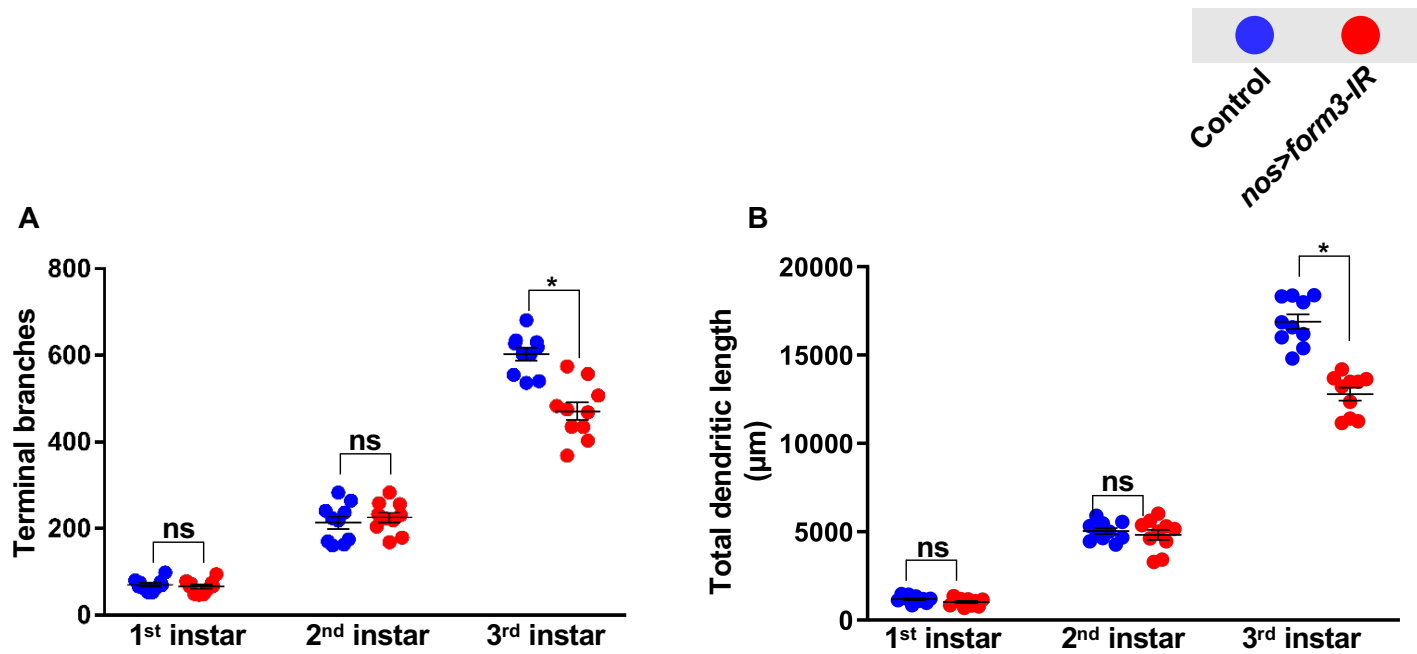 Control
nos>form3-IR
A
Terminal branches
800
600
400
200
0
ns
ns
*
1st instar
2nd instar
3rd instar
B
Total dendritic length
(µm)
20000
15000
10000
5000
0
ns
ns
*
1st instar
2nd instar
3rd instar